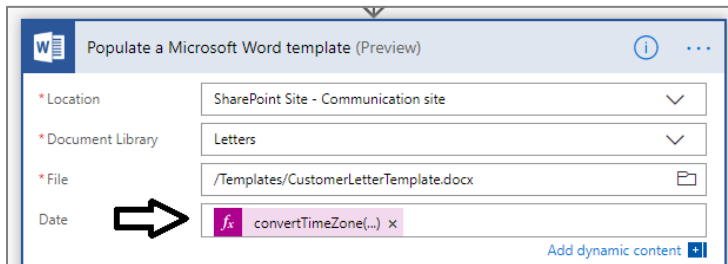 Populate a Microsoft Word template (Preview)
* Location SharePoint Site - Communication site
* Document Library Letters
* File /Templates/CustomerLetterTemplate.docx
Date fx convertTimeZone(...) ×
Add dynamic content